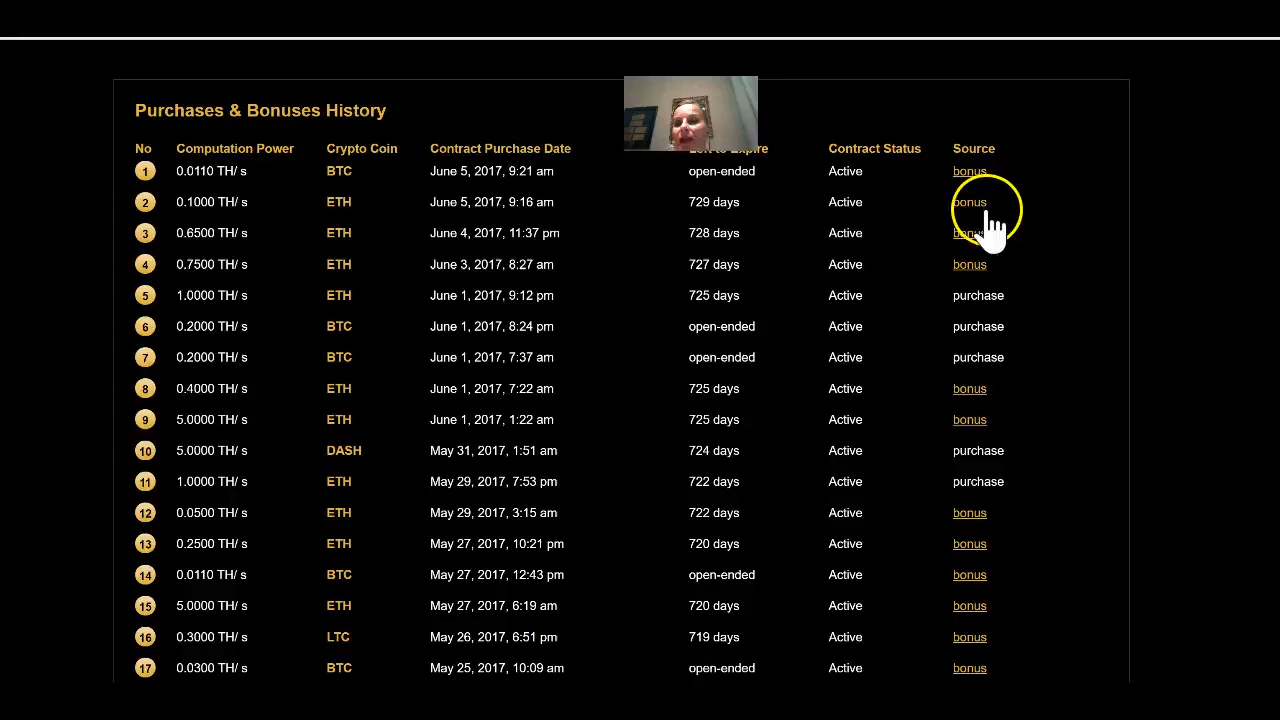 Purchases & Bonuses History
No Computation Power Crypto Coin Contract Purchase Date Left to Expire Contract Status Source
1 0.0110 TH/ s BTC June 5, 2017, 9:21 am open-ended Active bonus
2 0.1000 TH/ s ETH June 5, 2017, 9:16 am 729 days Active bonus
3 0.6500 TH/ s ETH June 4, 2017, 11:37 pm 728 days Active bonus
4 0.7500 TH/ s ETH June 3, 2017, 8:27 am 727 days Active bonus
5 1.0000 TH/ s ETH June 1, 2017, 9:12 pm 725 days Active purchase
6 0.2000 TH/ s BTC June 1, 2017, 8:24 pm open-ended Active purchase
7 0.2000 TH/ s BTC June 1, 2017, 7:37 am open-ended Active purchase
8 0.4000 TH/ s ETH June 1, 2017, 7:22 am 725 days Active bonus
9 5.0000 TH/ s ETH June 1, 2017, 1:22 am 725 days Active bonus
10 5.0000 TH/ s DASH May 31, 2017, 1:51 am 724 days Active purchase
11 1.0000 TH/ s ETH May 29, 2017, 7:53 pm 722 days Active purchase
12 0.0500 TH/ s ETH May 29, 2017, 3:15 am 722 days Active bonus
13 0.2500 TH/ s ETH May 27, 2017, 10:21 pm 720 days Active bonus
14 0.0110 TH/ s BTC May 27, 2017, 12:43 pm open-ended Active bonus
15 5.0000 TH/ s ETH May 27, 2017, 6:19 am 720 days Active bonus
16 0.3000 TH/ s LTC May 26, 2017, 6:51 pm 719 days Active bonus
17 0.0300 TH/ s BTC May 25, 2017, 10:09 am open-ended Active bonus